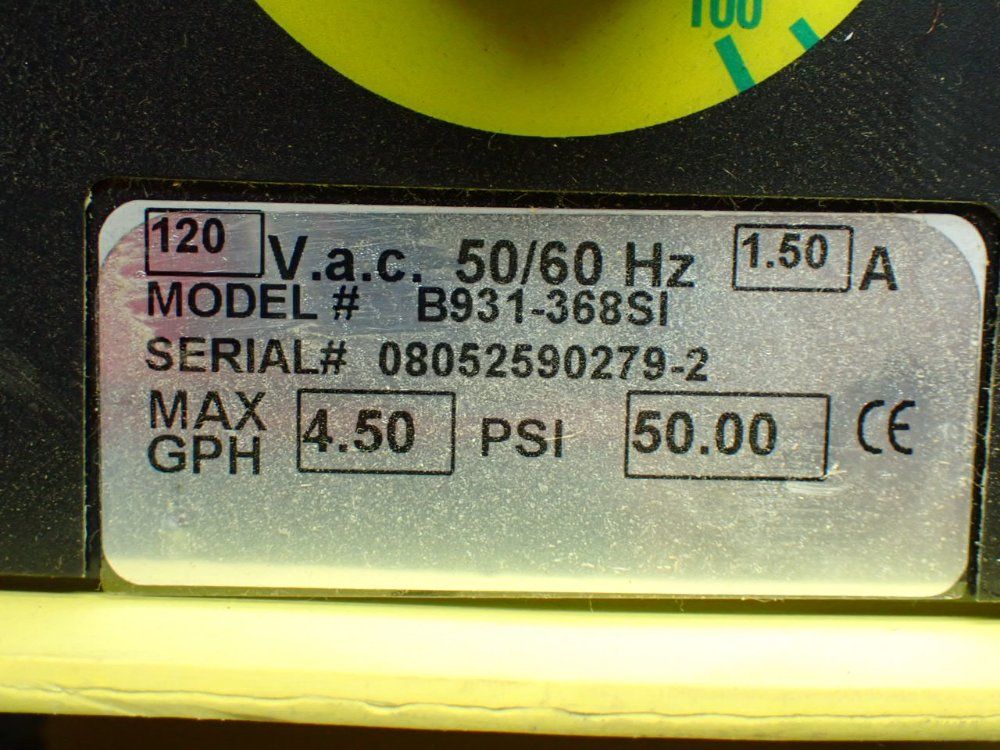 100
120 V.a.c. 50/60 Hz 1.50 A
MODEL # B931-368SI
SERIAL# 08052590279-2
MAX GPH 4.50 PSI 50.00 CE